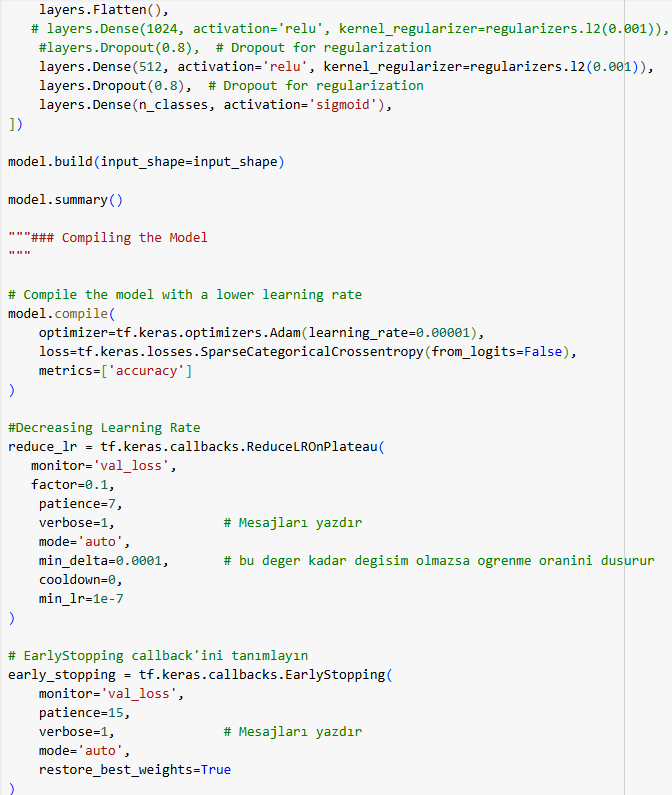 layers.Flatten(),
# layers.Dense(1024, activation='relu', kernel_regularizer=regularizers.l2(0.001)),
#layers.Dropout(0.8),  # Dropout for regularization
layers.Dense(512, activation='relu', kernel_regularizer=regularizers.l2(0.001)),
layers.Dropout(0.8),  # Dropout for regularization
layers.Dense(n_classes, activation='sigmoid'),
])
model.build(input_shape=input_shape)
model.summary()
"""### Compiling the Model
"""
# Compile the model with a lower learning rate
model.compile(
optimizer=tf.keras.optimizers.Adam(learning_rate=0.00001),
loss=tf.keras.losses.SparseCategoricalCrossentropy(from_logits=False),
metrics=['accuracy']
)
#Decreasing Learning Rate
reduce_lr = tf.keras.callbacks.ReduceLROnPlateau(
monitor='val_loss',
factor=0.1,
patience=7,
verbose=1,              # Mesajları yazdır
mode='auto',
min_delta=0.0001,       # bu deger kadar degisim olmazsa ogrenme oranini dusurur
cooldown=0,
min_lr=1e-7
)
# EarlyStopping callback'ini tanımlayın
early_stopping = tf.keras.callbacks.EarlyStopping(
monitor='val_loss',
patience=15,
verbose=1,              # Mesajları yazdır
mode='auto',
restore_best_weights=True
)